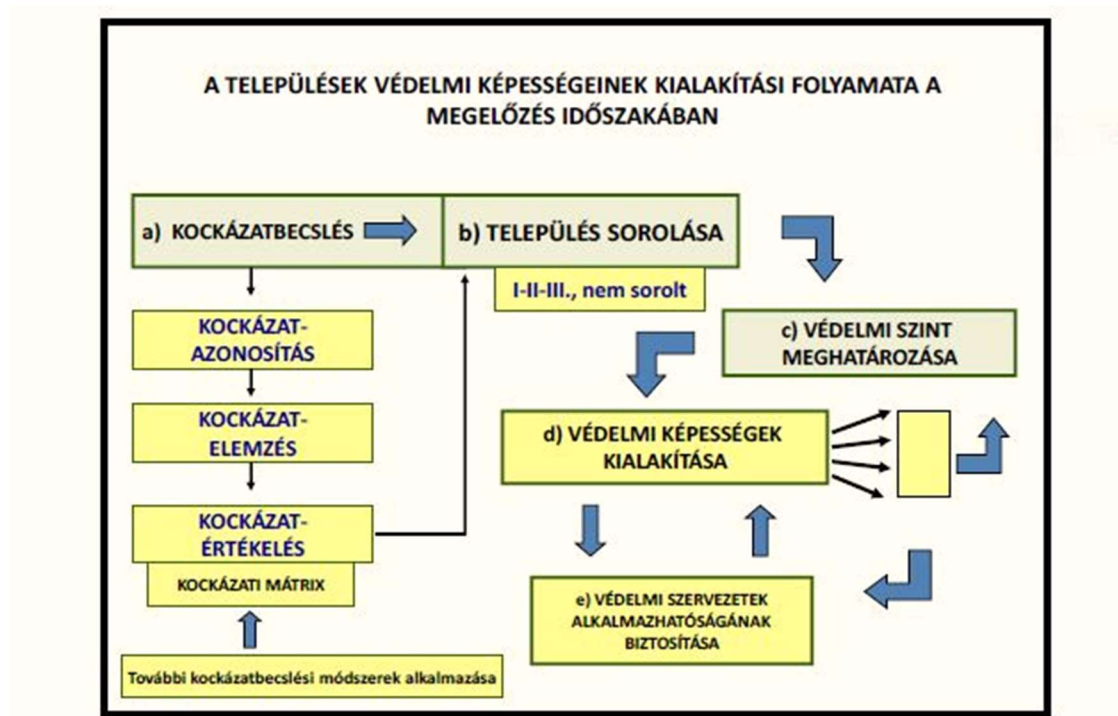 A TELEPÜLÉSEK VÉDELMI KÉPESSÉGEINEK KIALAKÍTÁSI FOLYAMATA A
MEGELŐZÉS IDŐSZAKÁBAN
a) KOCKÁZATBECSLÉS
b) TELEPÜLÉS SOROLÁSA
I-II-III., nem sorolt
KOCKÁZAT-
AZONOSÍTÁS
KOCKÁZAT-
ELEMZÉS
KOCKÁZAT-
ÉRTÉKELÉS
KOCKÁZATI MÁTRIX
További kockázatbecslési módszerek alkalmazása
c) VÉDELMI SZINT
MEGHATÁROZÁSA
d) VÉDELMI KÉPESSÉGEK
KIALAKÍTÁSA
e) VÉDELMI SZERVEZETEK
ALKALMAZHATÓSÁGÁNAK
BIZTOSÍTÁSA